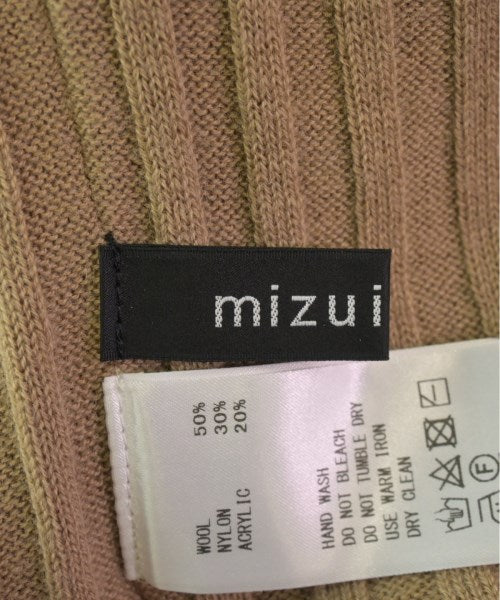 mizuii
WOOL 50%
NYLON 30%
ACRYLIC 20%
HAND WASH
DO NOT BLEACH
DO NOT TUMBLE DRY
USE WARM IRON
DRY CLEAN
F